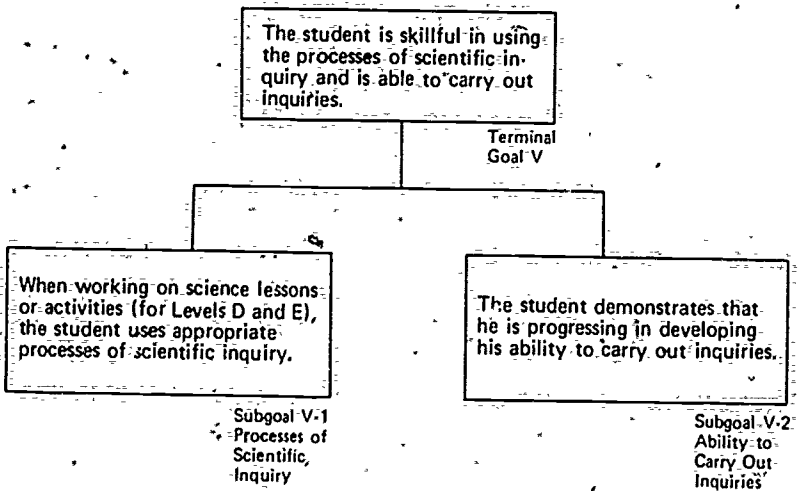 The student is skillful in using
the processes of scientific in-
quiry and is able to carry out
inquiries.
Terminal
Goal V
When working on science lessons
or activities (for Levels D and E),
the student uses appropriate
processes of scientific inquiry.
Subgoal V-1
Processes of
Scientific
Inquiry
The student demonstrates that
he is progressing in developing
his ability to carry out inquiries.
Subgoal V-2
Ability to
Carry Out
Inquiries